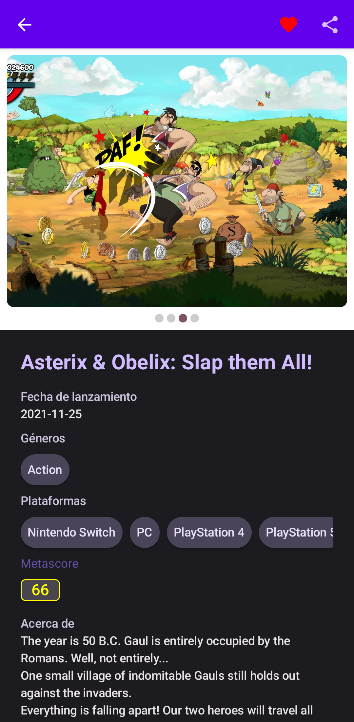 024600
PAF!
Asterix & Obelix: Slap them All!
Fecha de lanzamiento
2021-11-25
Géneros
Action
Plataformas
Nintendo Switch PC PlayStation 4 PlayStation 5
Metascore
66
Acerca de
The year is 50 B.C. Gaul is entirely occupied by the
Romans. Well, not entirely...
One small village of indomitable Gauls still holds out
against the invaders.
Everything is falling apart! Our two heroes will travel all